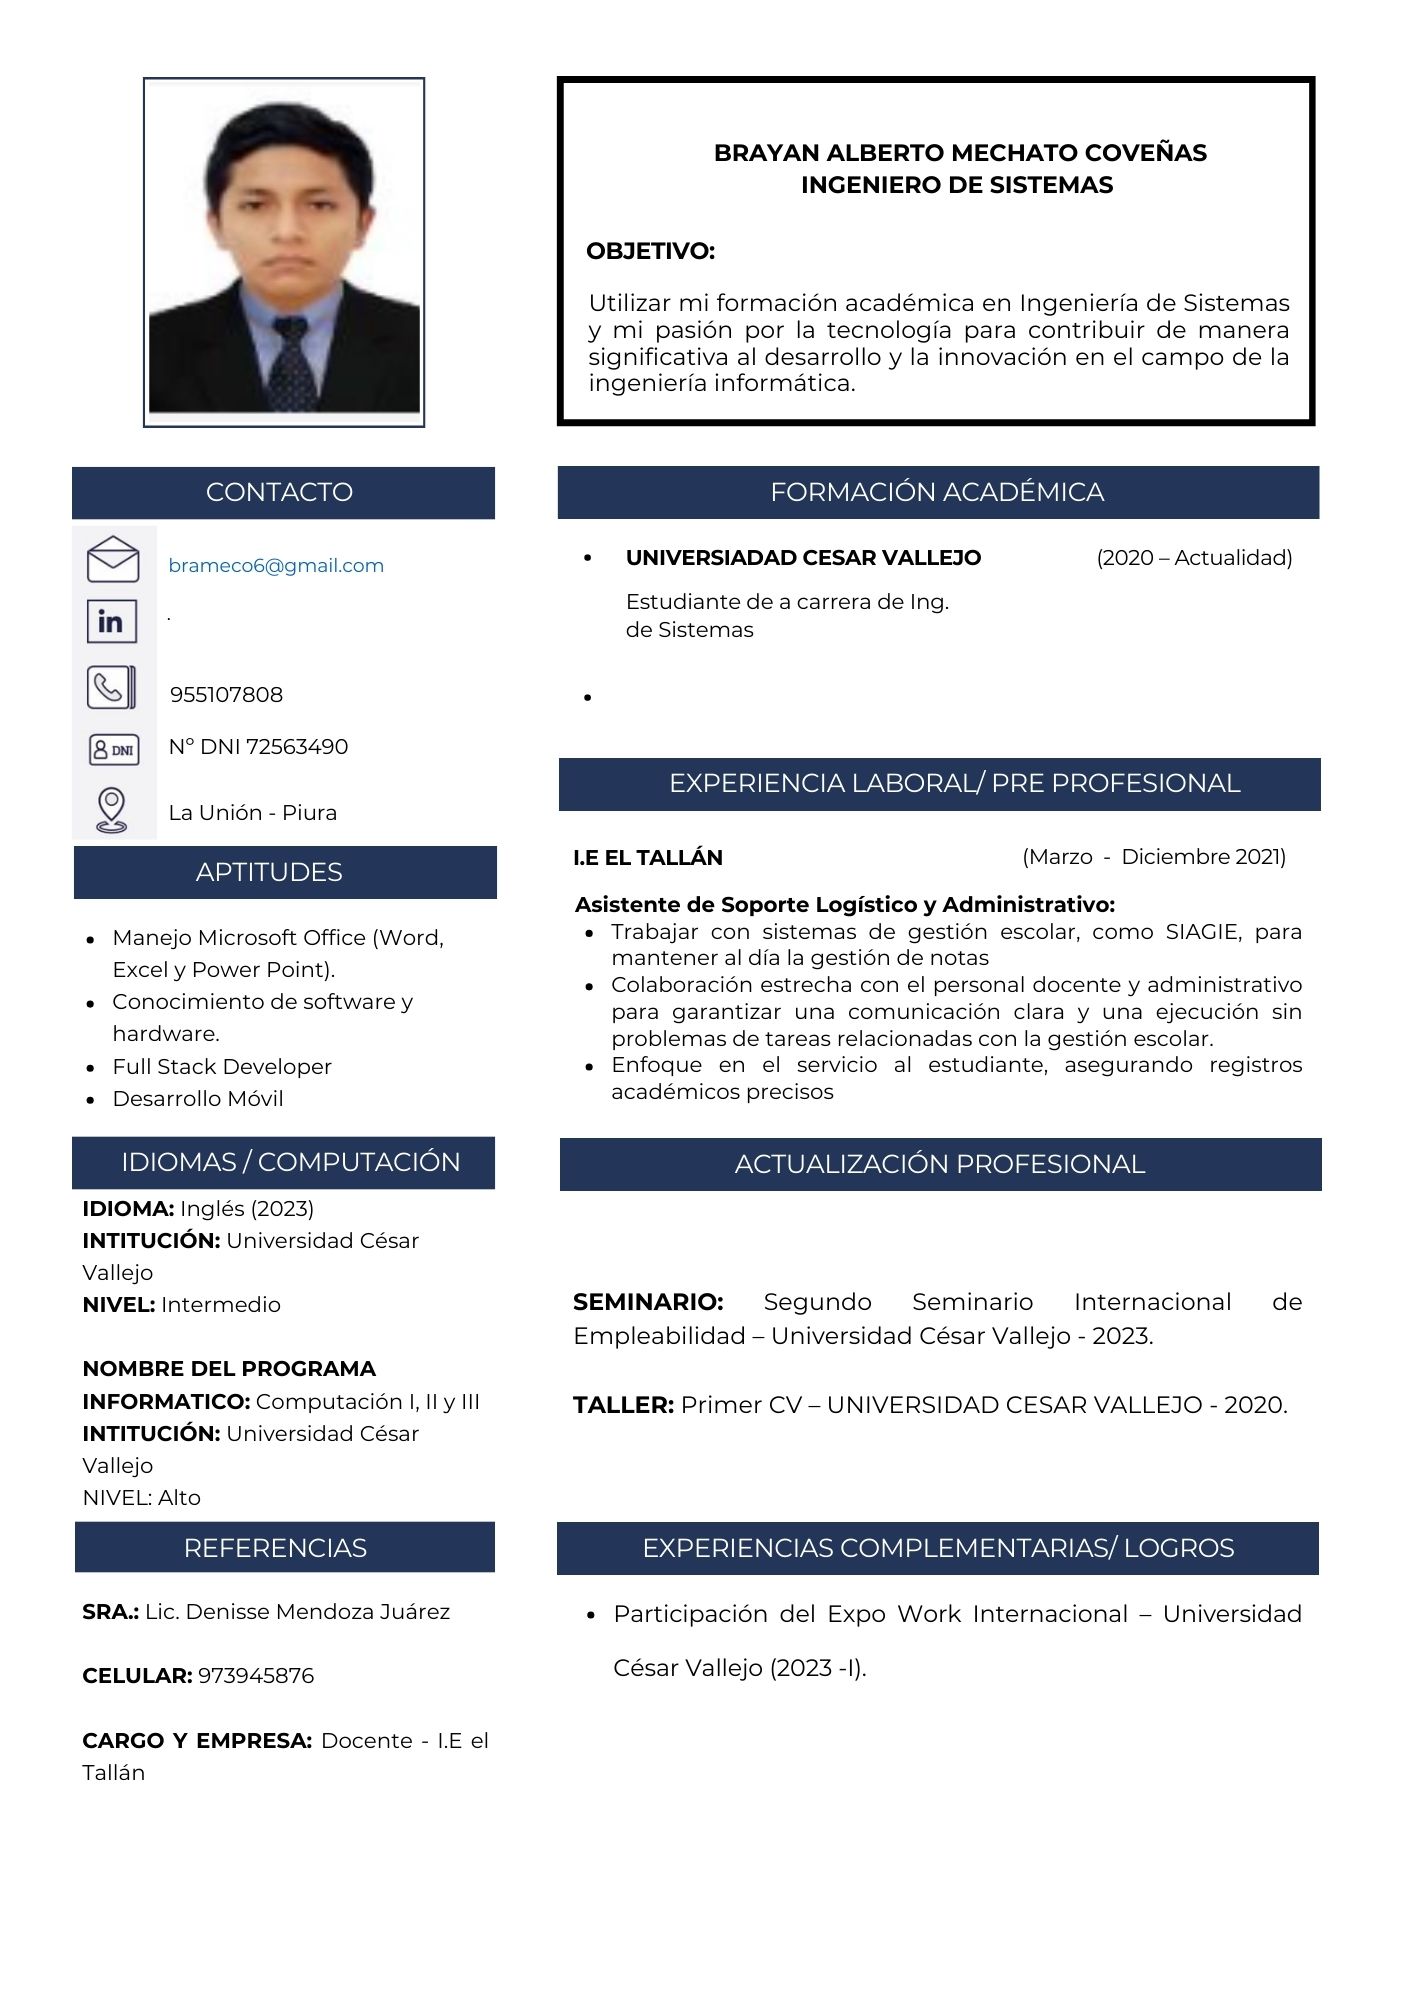 BRAYAN ALBERTO MECHATO COVEÑAS
INGENIERO DE SISTEMAS
OBJETIVO:
Utilizar mi formación académica en Ingeniería de Sistemas
y mi pasión por la tecnología para contribuir de manera
significativa al desarrollo y la innovación en el campo de la
ingeniería informática.
CONTACTO
brameco6@gmail.com
in
.
955107808
DNI
N° DNI 72563490
La Unión - Piura
APTITUDES
• Manejo Microsoft Office (Word,
Excel y Power Point).
• Conocimiento de software y
hardware.
• Full Stack Developer
• Desarrollo Móvil
IDIOMAS / COMPUTACIÓN
IDIOMA: Inglés (2023)
INTITUCIÓN: Universidad César
Vallejo
NIVEL: Intermedio
NOMBRE DEL PROGRAMA
INFORMATICO: Computación I, II y III
INTITUCIÓN: Universidad César
Vallejo
NIVEL: Alto
REFERENCIAS
SRA.: Lic. Denisse Mendoza Juárez
CELULAR: 973945876
CARGO Y EMPRESA: Docente - I.E el
Tallán
FORMACIÓN ACADÉMICA
• UNIVERSIADAD CESAR VALLEJO (2020 – Actualidad)
Estudiante de a carrera de Ing.
de Sistemas
•
EXPERIENCIA LABORAL/ PRE PROFESIONAL
I.E EL TALLÁN (Marzo - Diciembre 2021)
Asistente de Soporte Logístico y Administrativo:
• Trabajar con sistemas de gestión escolar, como SIAGIE, para
mantener al día la gestión de notas
• Colaboración estrecha con el personal docente y administrativo
para garantizar una comunicación clara y una ejecución sin
problemas de tareas relacionadas con la gestión escolar.
• Enfoque en el servicio al estudiante, asegurando registros
académicos precisos
ACTUALIZACIÓN PROFESIONAL
SEMINARIO: Segundo Seminario Internacional de
Empleabilidad – Universidad César Vallejo - 2023.
TALLER: Primer CV – UNIVERSIDAD CESAR VALLEJO - 2020.
EXPERIENCIAS COMPLEMENTARIAS/ LOGROS
• Participación del Expo Work Internacional – Universidad
César Vallejo (2023 -I).